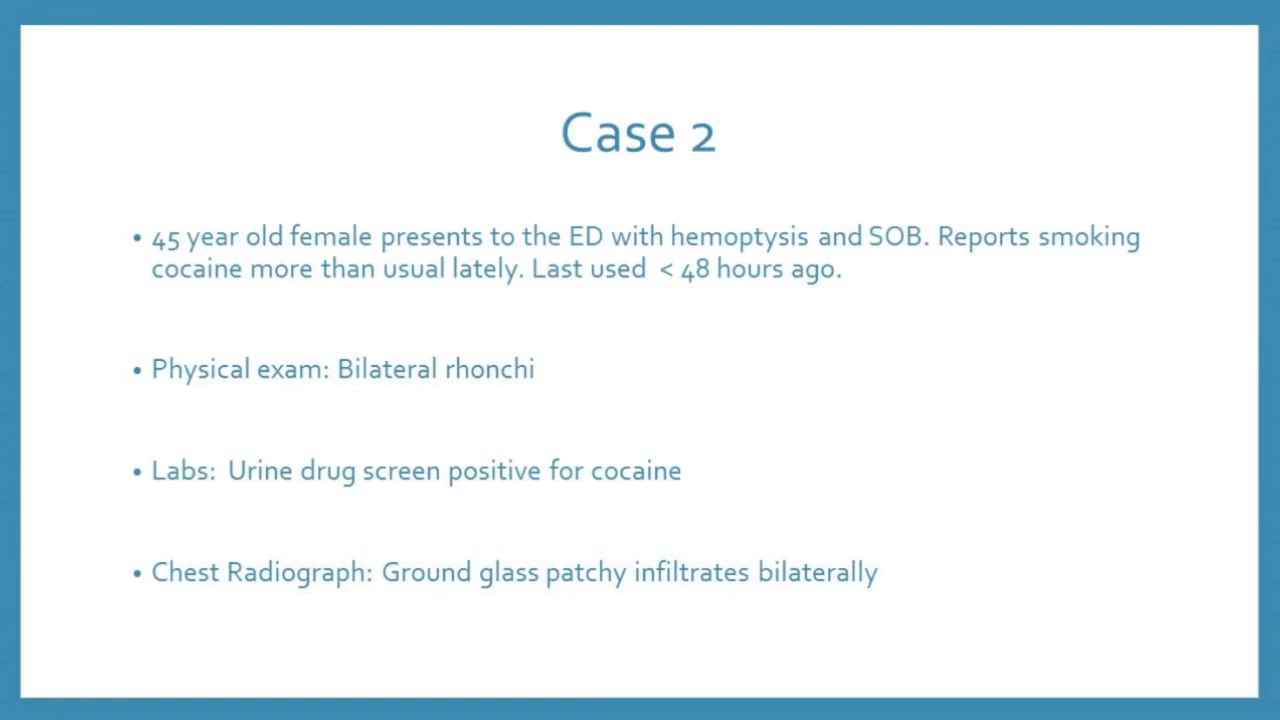 Case 2
• 45 year old female presents to the ED with hemoptysis and SOB. Reports smoking
cocaine more than usual lately. Last used < 48 hours ago.
• Physical exam: Bilateral rhonchi
• Labs: Urine drug screen positive for cocaine
• Chest Radiograph: Ground glass patchy infiltrates bilaterally